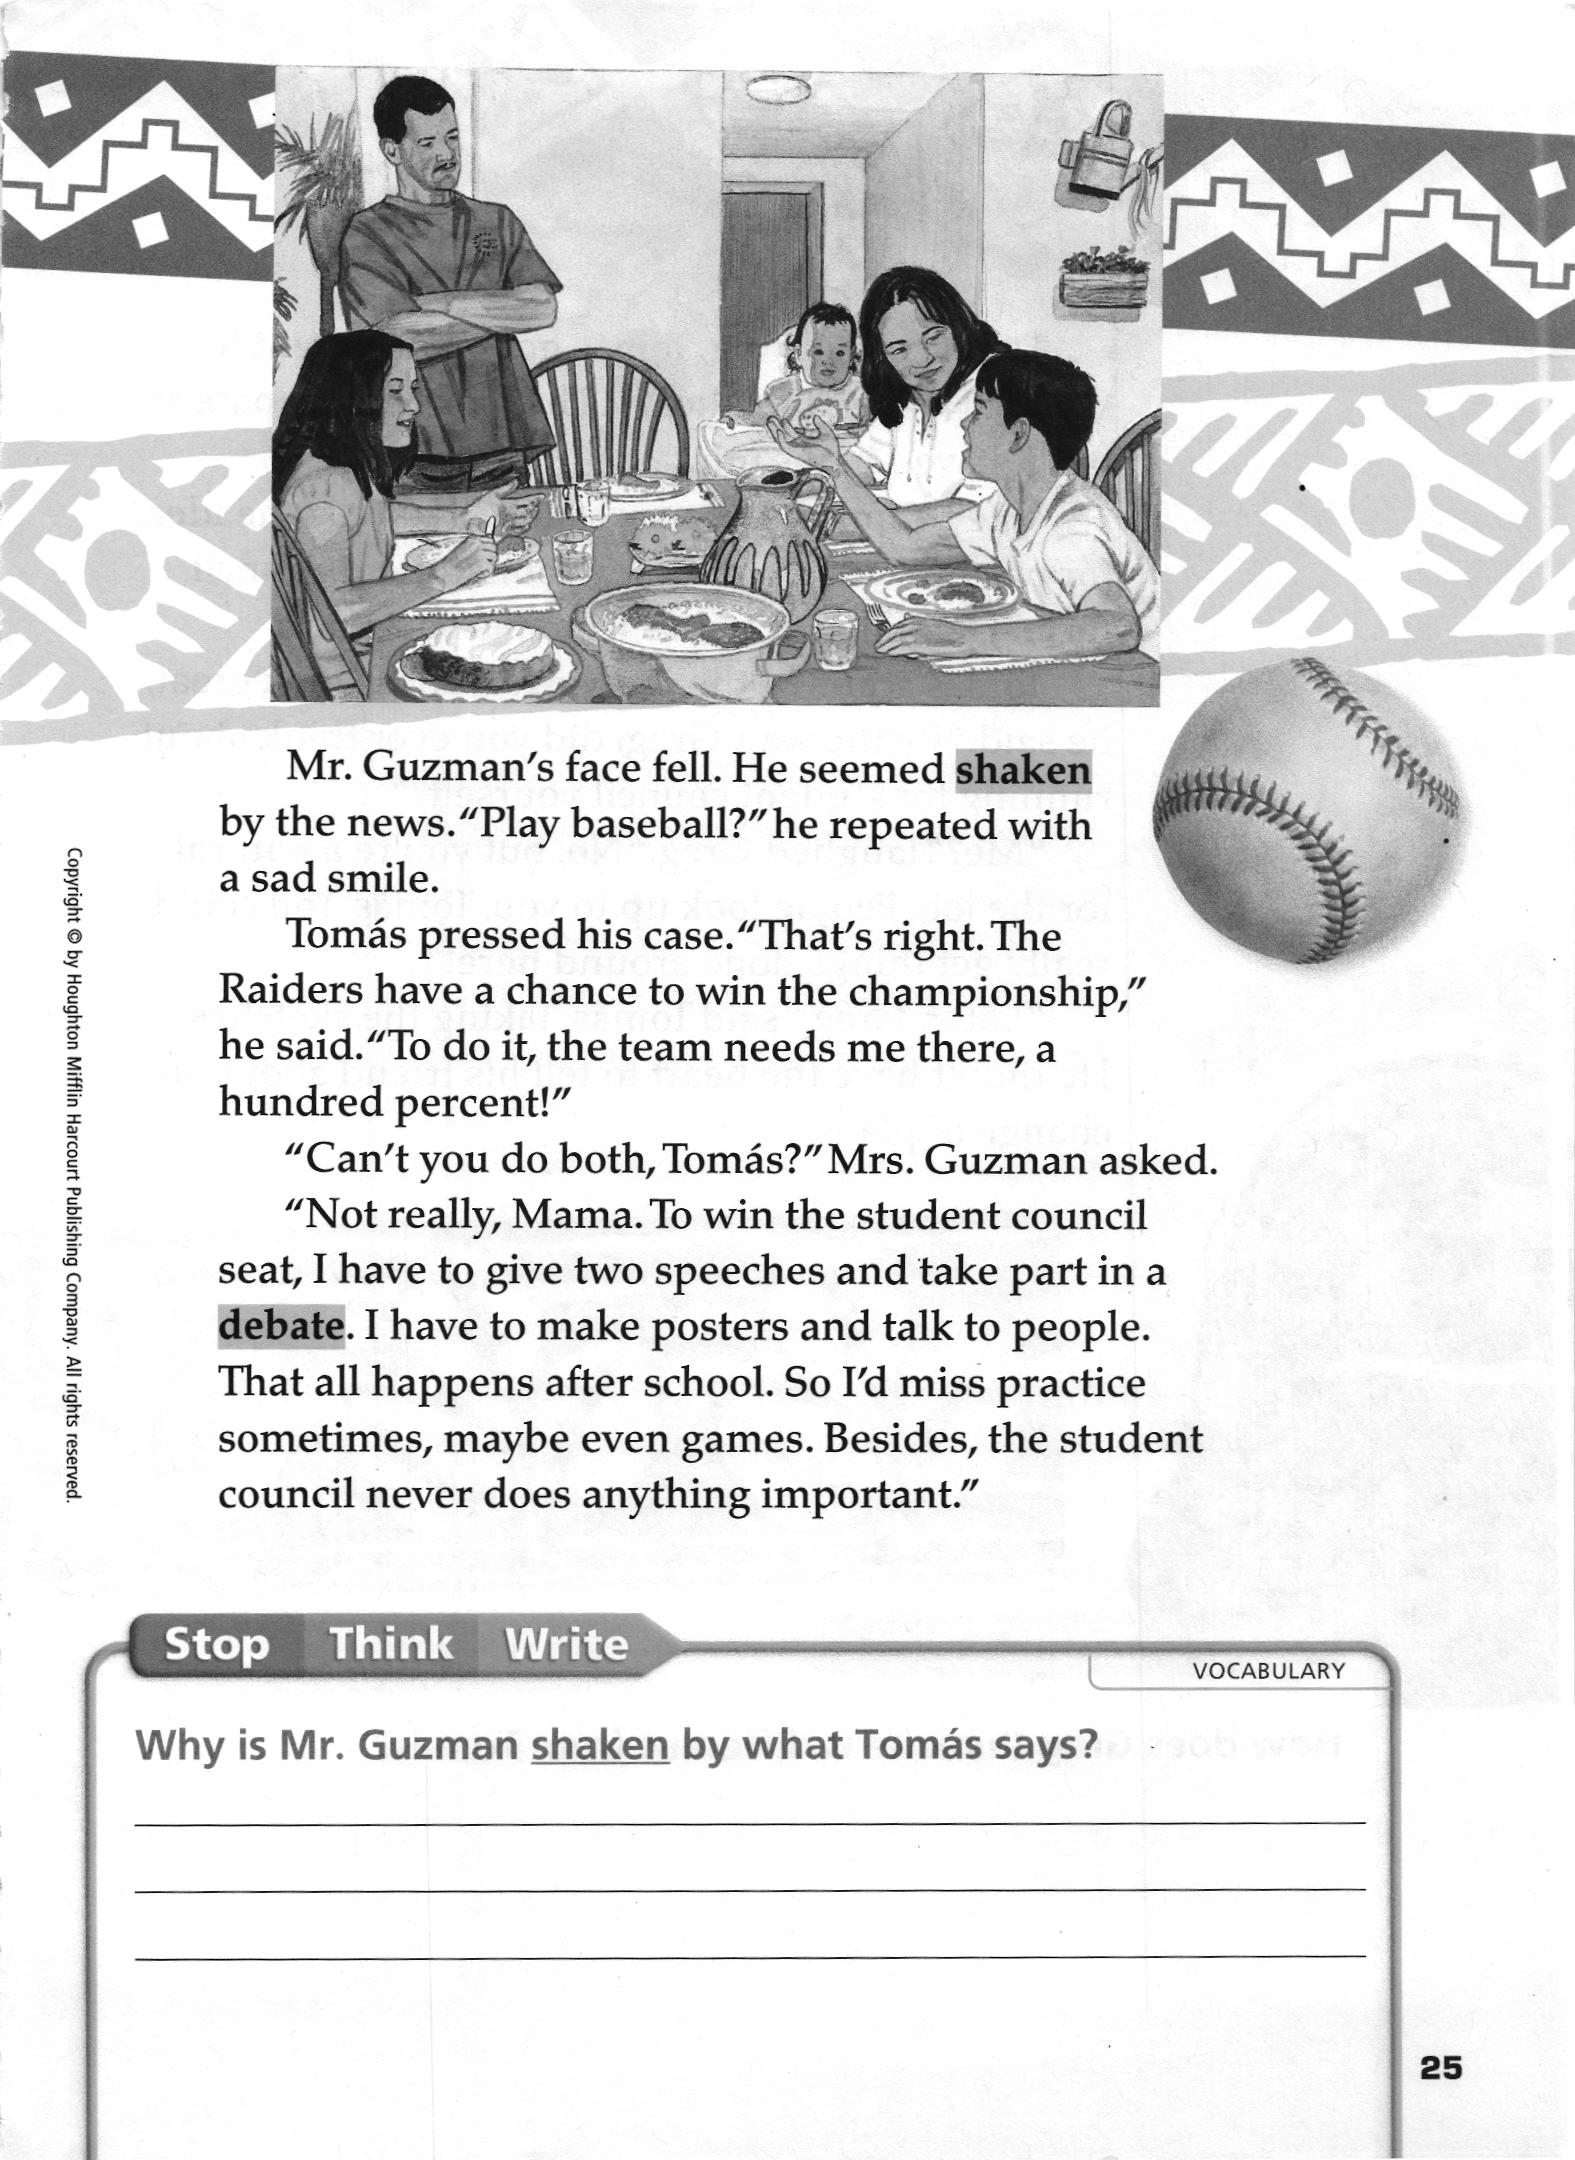 Mr. Guzman's face fell. He seemed shaken
by the news. “Play baseball?” he repeated with
a sad smile.
Tomás pressed his case. “That's right. The
Raiders have a chance to win the championship,”
he said. “To do it, the team needs me there, a
hundred percent!”
“Can't you do both, Tomás?” Mrs. Guzman asked.
“Not really, Mama. To win the student council
seat, I have to give two speeches and take part in a
debate. I have to make posters and talk to people.
That all happens after school. So I'd miss practice
sometimes, maybe even games. Besides, the student
council never does anything important.”
Copyright © by Houghton Mifflin Harcourt Publishing Company. All rights reserved.
Stop Think Write
VOCABULARY
Why is Mr. Guzman shaken by what Tomás says?
25